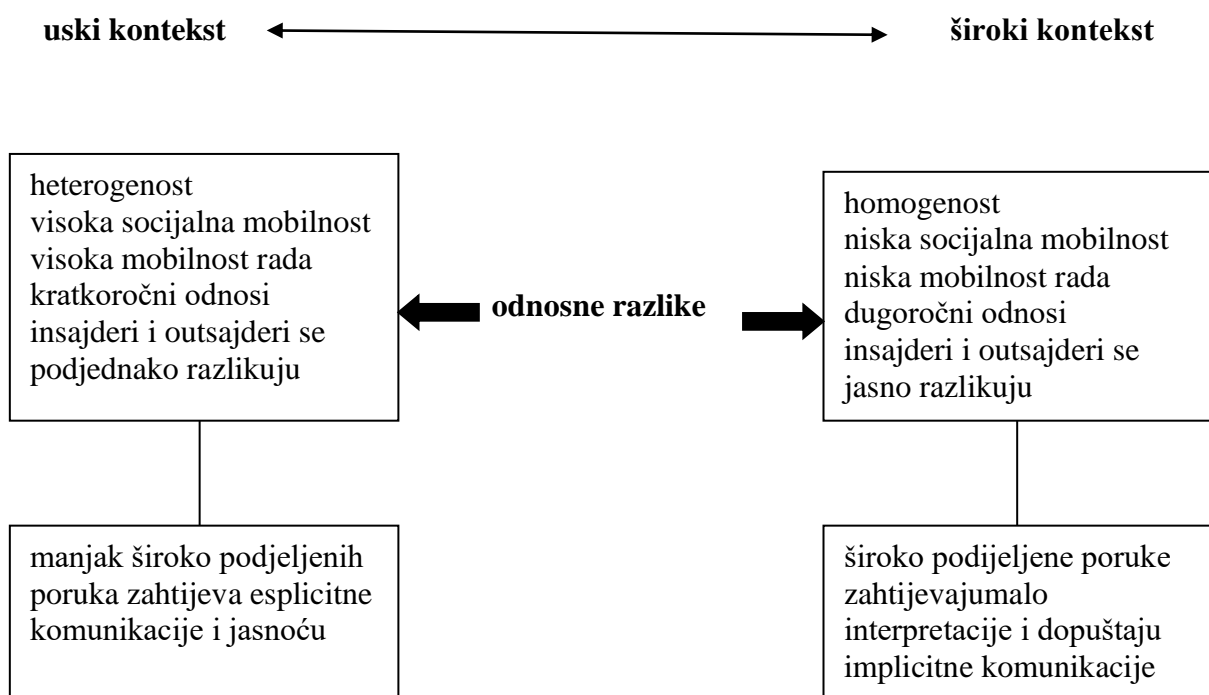 uski kontekst
široki kontekst
heterogenost
visoka socijalna mobilnost
visoka mobilnost rada
kratkoročni odnosi
insajderi i outsajderi se
podjednako razlikuju
odnosne razlike
homogenost
niska socijalna mobilnost
niska mobilnost rada
dugoročni odnosi
insajderi i outsajderi se
jasno razlikuju
manjak široko podjeljenih
poruka zahtijeva esplicitne
komunikacije i jasnoću
široko podijeljene poruke
zahtijevajumalo
interpretacije i dopuštaju
implicitne komunikacije